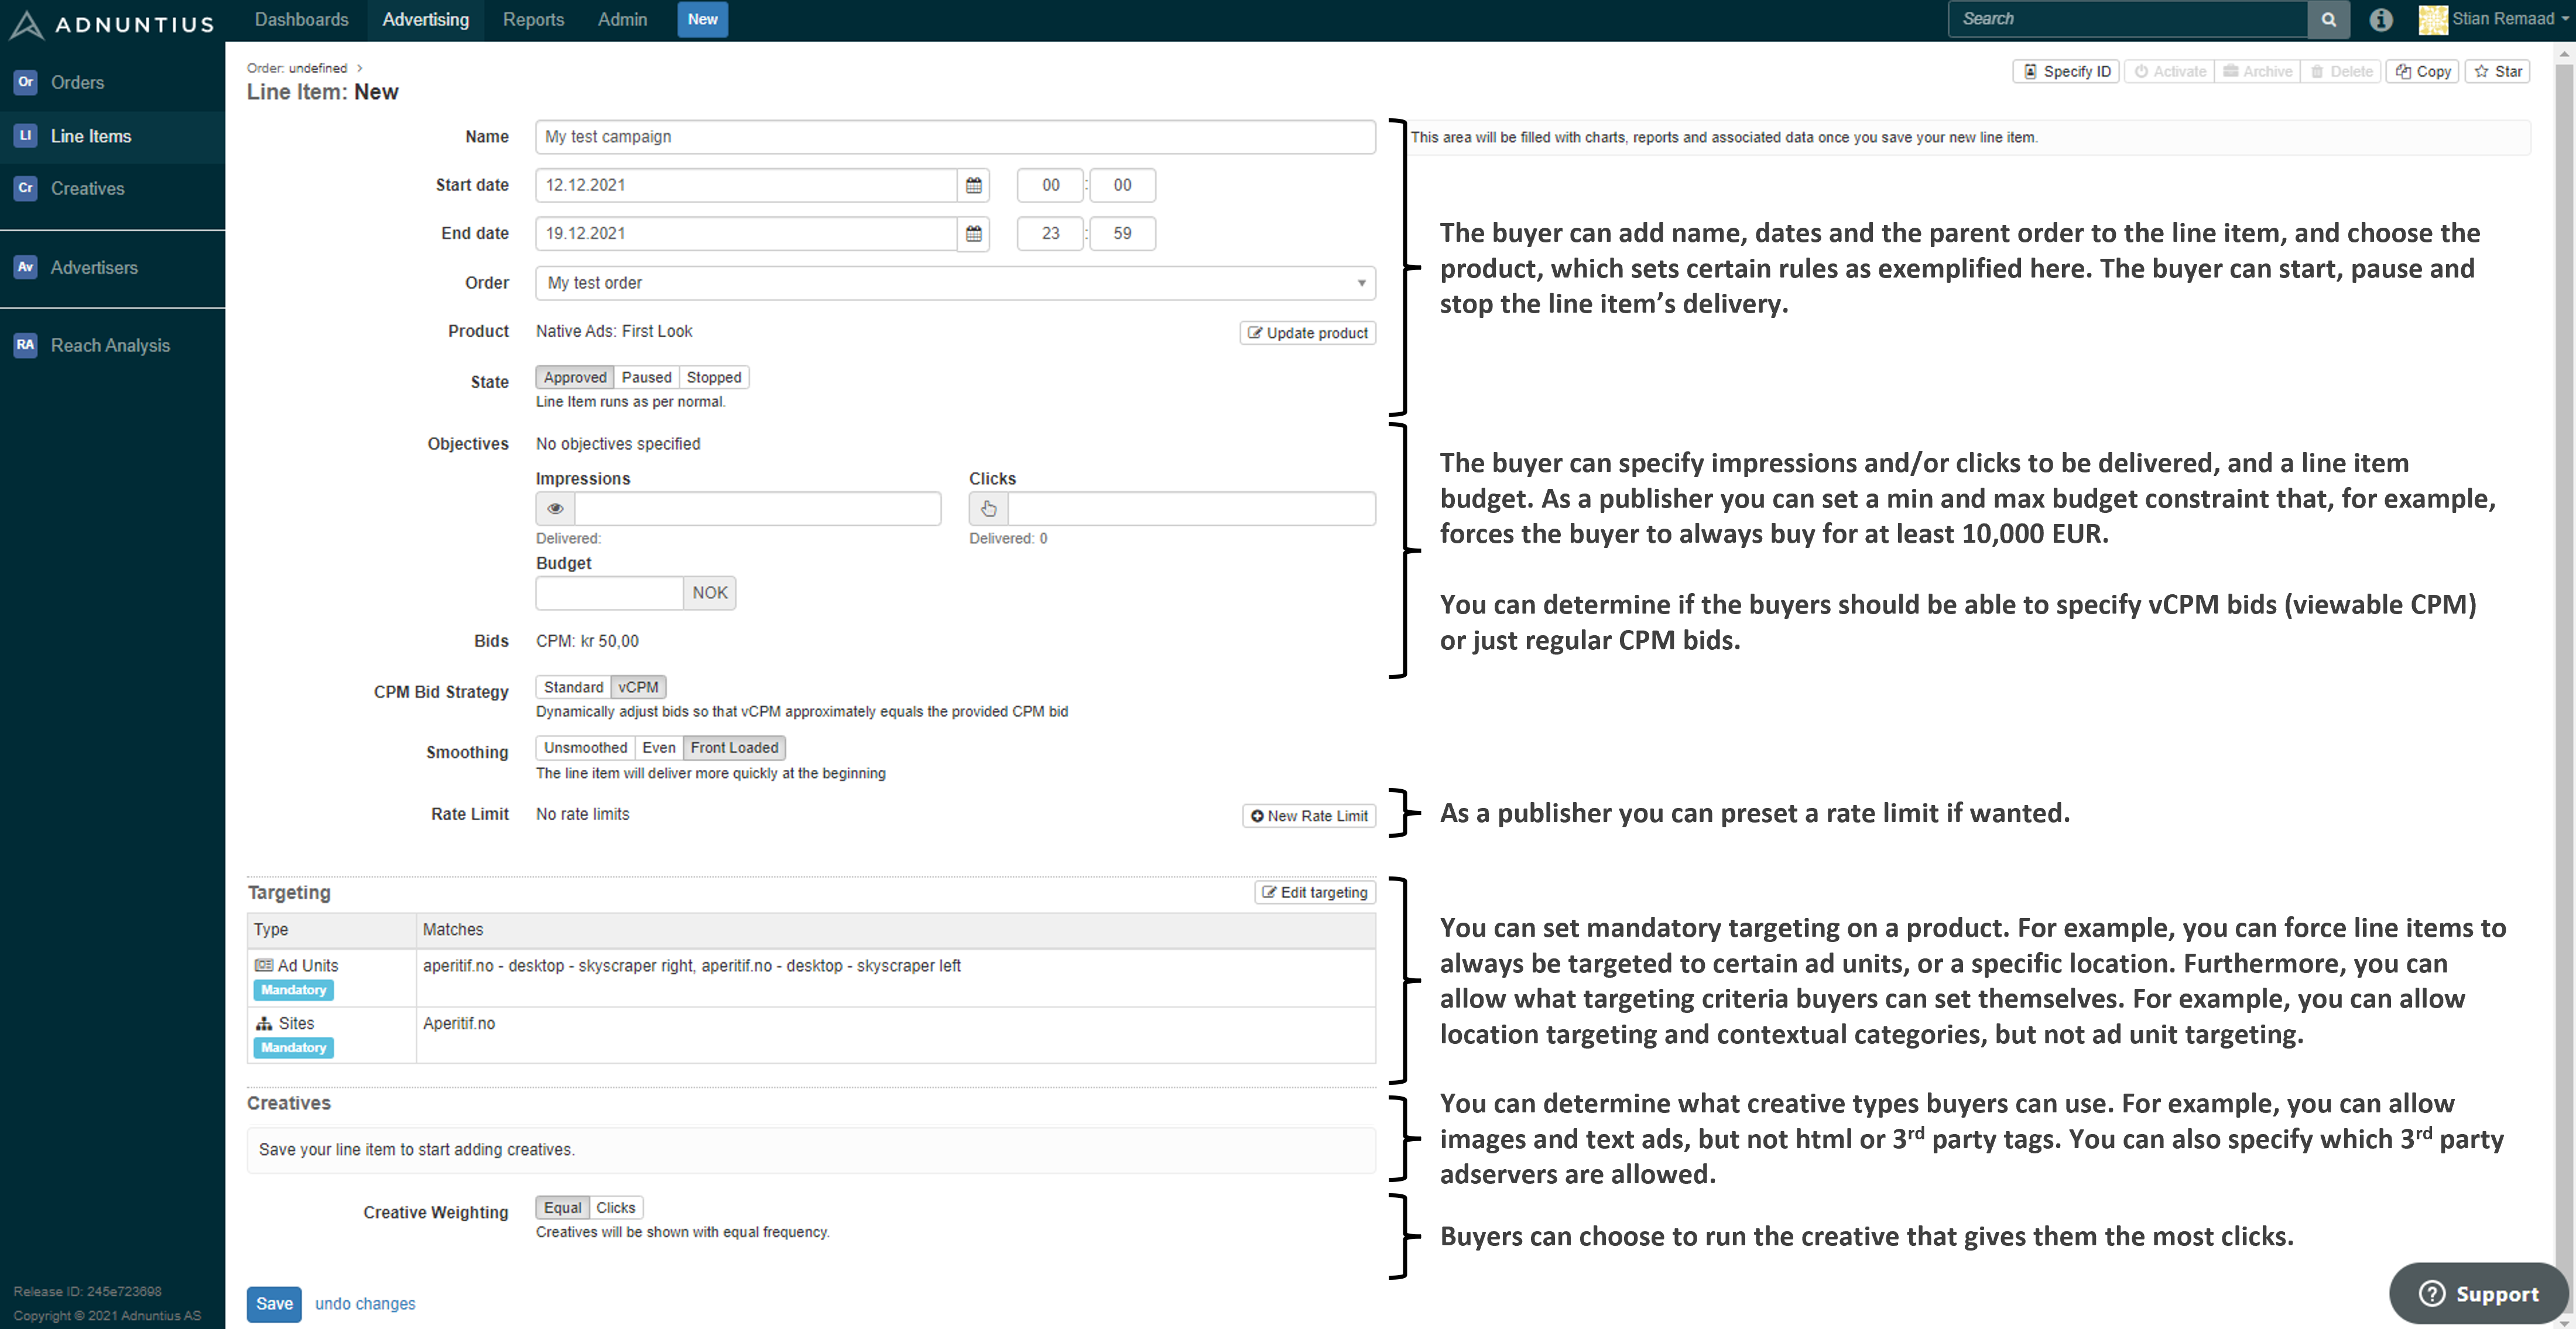 ADNUNTIUS
Dashboards Advertising Reports Admin New
Search
Stian Remaad
Or Orders
LI Line Items
Cr Creatives
Av Advertisers
RA Reach Analysis
Release ID: 245e723698
Copyright © 2021 Adnuntius AS
Order: undefined >
Line Item: New
Specify ID Activate Archive Delete Copy Star
Name My test campaign
This area will be filled with charts, reports and associated data once you save your new line item.
Start date 12.12.2021 00 : 00
End date 19.12.2021 23 : 59
Order My test order
Product Native Ads: First Look Update product
State Approved Paused Stopped
Line Item runs as per normal.
The buyer can add name, dates and the parent order to the line item, and choose the
product, which sets certain rules as exemplified here. The buyer can start, pause and
stop the line item’s delivery.
Objectives No objectives specified
Impressions Clicks
Delivered: Delivered: 0
Budget
NOK
Bids CPM: kr 50,00
CPM Bid Strategy Standard vCPM
Dynamically adjust bids so that vCPM approximately equals the provided CPM bid
The buyer can specify impressions and/or clicks to be delivered, and a line item
budget. As a publisher you can set a min and max budget constraint that, for example,
forces the buyer to always buy for at least 10,000 EUR.
You can determine if the buyers should be able to specify vCPM bids (viewable CPM)
or just regular CPM bids.
Smoothing Unsmoothed Even Front Loaded
The line item will deliver more quickly at the beginning
Rate Limit No rate limits New Rate Limit
As a publisher you can preset a rate limit if wanted.
Targeting Edit targeting
Type Matches
Ad Units aperitif.no - desktop - skyscraper right, aperitif.no - desktop - skyscraper left
Mandatory
Sites Aperitif.no
Mandatory
You can set mandatory targeting on a product. For example, you can force line items to
always be targeted to certain ad units, or a specific location. Furthermore, you can
allow what targeting criteria buyers can set themselves. For example, you can allow
location targeting and contextual categories, but not ad unit targeting.
Creatives
Save your line item to start adding creatives.
You can determine what creative types buyers can use. For example, you can allow
images and text ads, but not html or 3rd party tags. You can also specify which 3rd party
adservers are allowed.
Creative Weighting Equal Clicks
Creatives will be shown with equal frequency.
Buyers can choose to run the creative that gives them the most clicks.
Save undo changes
Support